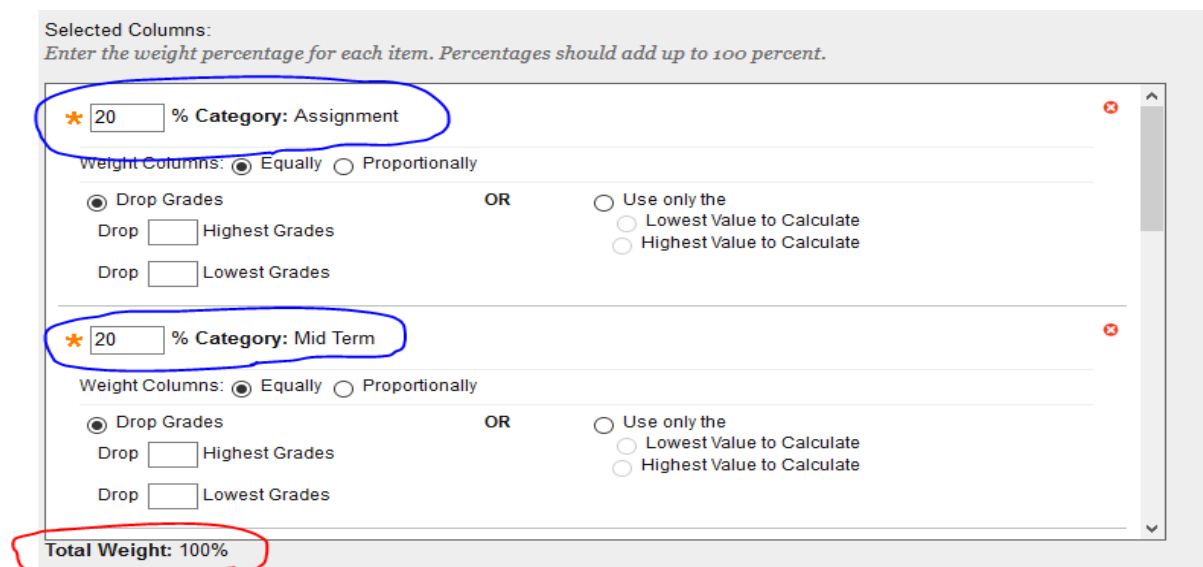 Selected Columns:
Enter the weight percentage for each item. Percentages should add up to 100 percent.
* 20 % Category: Assignment
Weight Columns: Equally Proportionally
Drop Grades OR Use only the
Lowest Value to Calculate
Drop Highest Grades
Highest Value to Calculate
Drop Lowest Grades
* 20 % Category: Mid Term
Weight Columns: Equally Proportionally
Drop Grades OR Use only the
Lowest Value to Calculate
Drop Highest Grades
Highest Value to Calculate
Drop Lowest Grades
Total Weight: 100%